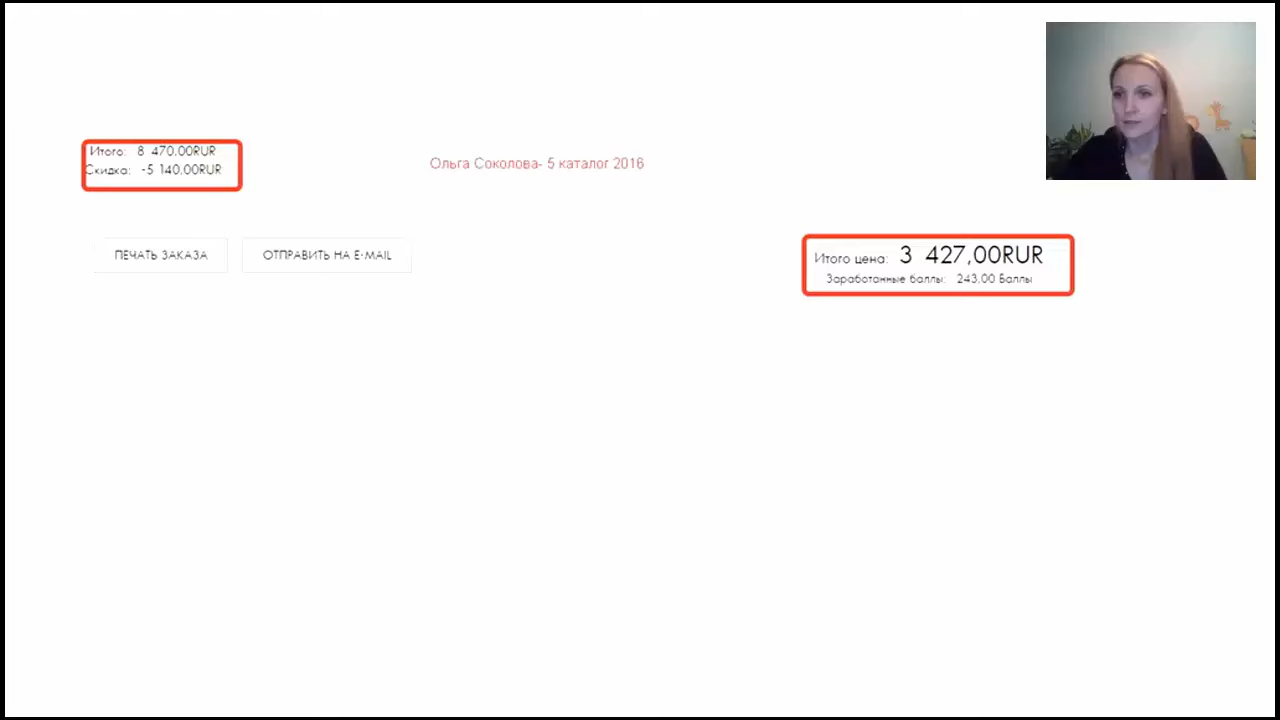 Итого: 8 470,00RUR
Скидка: -5 140,00RUR
Ольга Соколова- 5 каталог 2016
ПЕЧАТЬ ЗАКАЗА
ОТПРАВИТЬ НА E-MAIL
Итого цена: 3 427,00RUR
Заработанные баллы: 243,00 Баллы